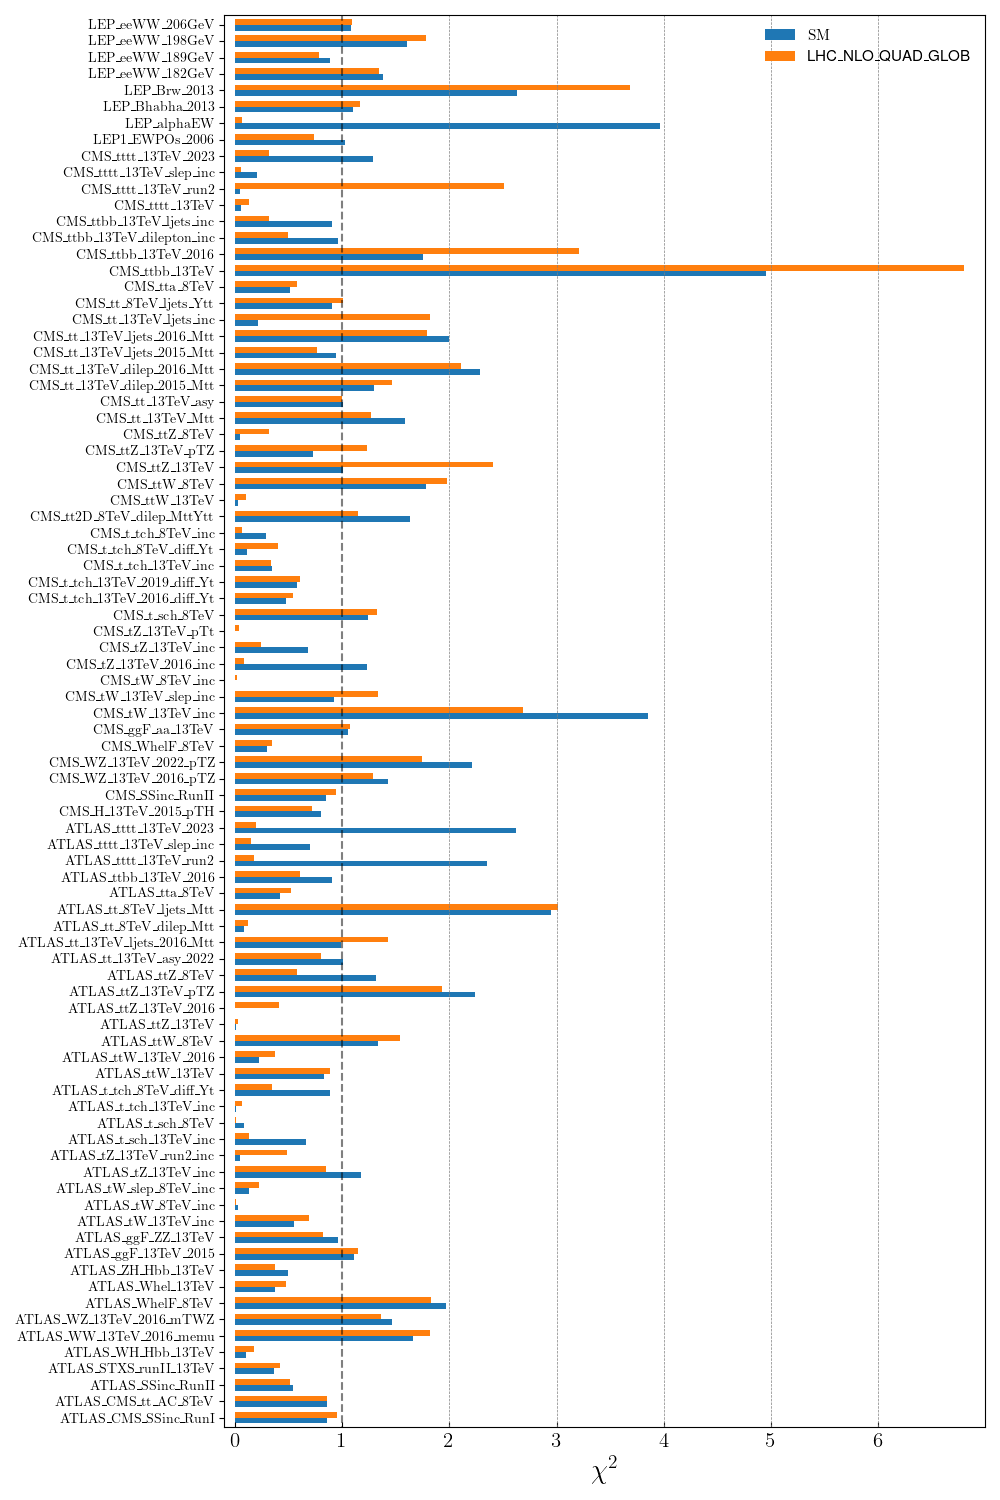 LEP_eeWW_206GeV
LEP_eeWW_198GeV
LEP_eeWW_189GeV
LEP_eeWW_182GeV
LEP_Brw_2013
LEP_Bhabha_2013
LEP_alphaEW
LEP1_EWPOs_2006
CMS_tttt_13TeV_2023
CMS_tttt_13TeV_slep_inc
CMS_tttt_13TeV_run2
CMS_tttt_13TeV
CMS_ttbb_13TeV_ljets_inc
CMS_ttbb_13TeV_dilepton_inc
CMS_ttbb_13TeV_2016
CMS_ttbb_13TeV
CMS_tta_8TeV
CMS_tt_8TeV_ljets_Ytt
CMS_tt_13TeV_ljets_inc
CMS_tt_13TeV_ljets_2016_Mtt
CMS_tt_13TeV_ljets_2015_Mtt
CMS_tt_13TeV_dilep_2016_Mtt
CMS_tt_13TeV_dilep_2015_Mtt
CMS_tt_13TeV_asy
CMS_tt_13TeV_Mtt
CMS_ttZ_8TeV
CMS_ttZ_13TeV_pTZ
CMS_ttZ_13TeV
CMS_ttW_8TeV
CMS_ttW_13TeV
CMS_tt2D_8TeV_dilep_MttYtt
CMS_t_tch_8TeV_inc
CMS_t_tch_8TeV_diff_Yt
CMS_t_tch_13TeV_inc
CMS_t_tch_13TeV_2019_diff_Yt
CMS_t_tch_13TeV_2016_diff_Yt
CMS_t_sch_8TeV
CMS_tZ_13TeV_pTt
CMS_tZ_13TeV_inc
CMS_tZ_13TeV_2016_inc
CMS_tW_8TeV_inc
CMS_tW_13TeV_slep_inc
CMS_tW_13TeV_inc
CMS_ggF_aa_13TeV
CMS_WhelF_8TeV
CMS_WZ_13TeV_2022_pTZ
CMS_WZ_13TeV_2016_pTZ
CMS_SSinc_RunII
CMS_H_13TeV_2015_pTH
ATLAS_tttt_13TeV_2023
ATLAS_tttt_13TeV_slep_inc
ATLAS_tttt_13TeV_run2
ATLAS_ttbb_13TeV_2016
ATLAS_tta_8TeV
ATLAS_tt_8TeV_ljets_Mtt
ATLAS_tt_8TeV_dilep_Mtt
ATLAS_tt_13TeV_ljets_2016_Mtt
ATLAS_tt_13TeV_asy_2022
ATLAS_ttZ_8TeV
ATLAS_ttZ_13TeV_pTZ
ATLAS_ttZ_13TeV_2016
ATLAS_ttZ_13TeV
ATLAS_ttW_8TeV
ATLAS_ttW_13TeV_2016
ATLAS_ttW_13TeV
ATLAS_t_tch_8TeV_diff_Yt
ATLAS_t_tch_13TeV_inc
ATLAS_t_sch_8TeV
ATLAS_t_sch_13TeV_inc
ATLAS_tZ_13TeV_run2_inc
ATLAS_tZ_13TeV_inc
ATLAS_tW_slep_8TeV_inc
ATLAS_tW_8TeV_inc
ATLAS_tW_13TeV_inc
ATLAS_ggF_ZZ_13TeV
ATLAS_ggF_13TeV_2015
ATLAS_ZH_Hbb_13TeV
ATLAS_Whel_13TeV
ATLAS_WhelF_8TeV
ATLAS_WZ_13TeV_2016_mTWZ
ATLAS_WW_13TeV_2016_memu
ATLAS_WH_Hbb_13TeV
ATLAS_STXS_runII_13TeV
ATLAS_SSinc_RunII
ATLAS_CMS_tt_AC_8TeV
ATLAS_CMS_SSinc_RunI
SM
LHC_NLO_QUAD_GLOB
0 1 2 3 4 5 6
χ²